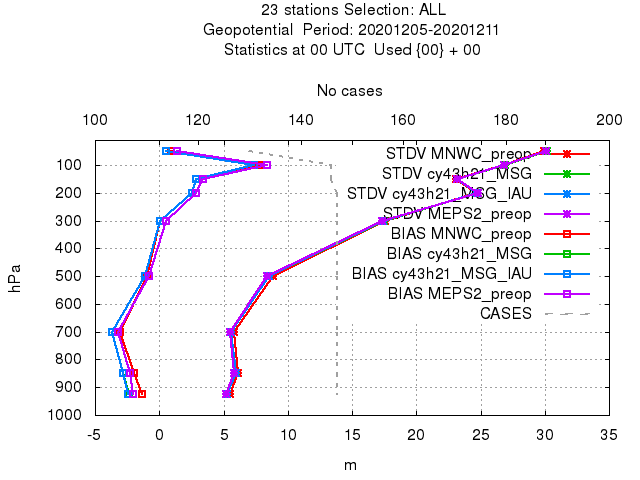 23 stations Selection: ALL
Geopotential  Period: 20201205-20201211
Statistics at 00 UTC  Used {00} + 00
No cases
100 120 140 160 180 200
STDV MNWC_preop
STDV cy43h21_MSG
STDV cy43h21_MSG_IAU
STDV MEPS2_preop
BIAS MNWC_preop
BIAS cy43h21_MSG
BIAS cy43h21_MSG_IAU
BIAS MEPS2_preop
CASES
hPa
100
200
300
400
500
600
700
800
900
1000
-5 0 5 10 15 20 25 30 35
m